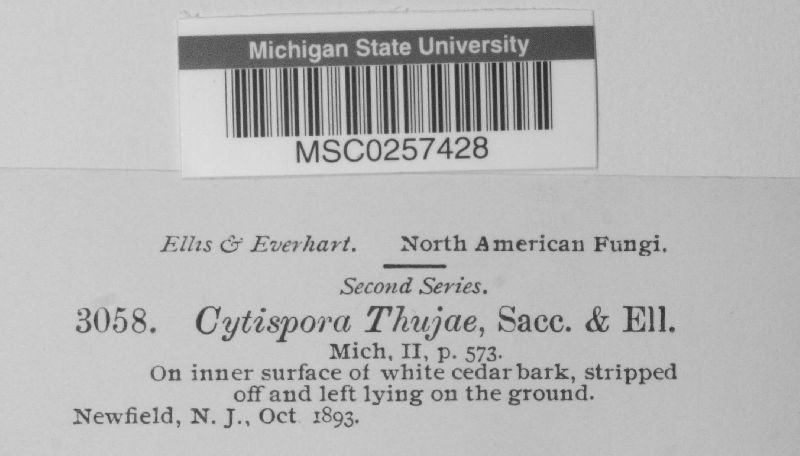 Michigan State University
MSC0257428
Ellis & Everhart. North American Fungi.
Second Series.
3058. Cytispora Thujae, Sacc. & Ell.
Mich, II, p. 573.
On inner surface of white cedar bark, stripped
off and left lying on the ground.
Newfield, N. J., Oct 1893.